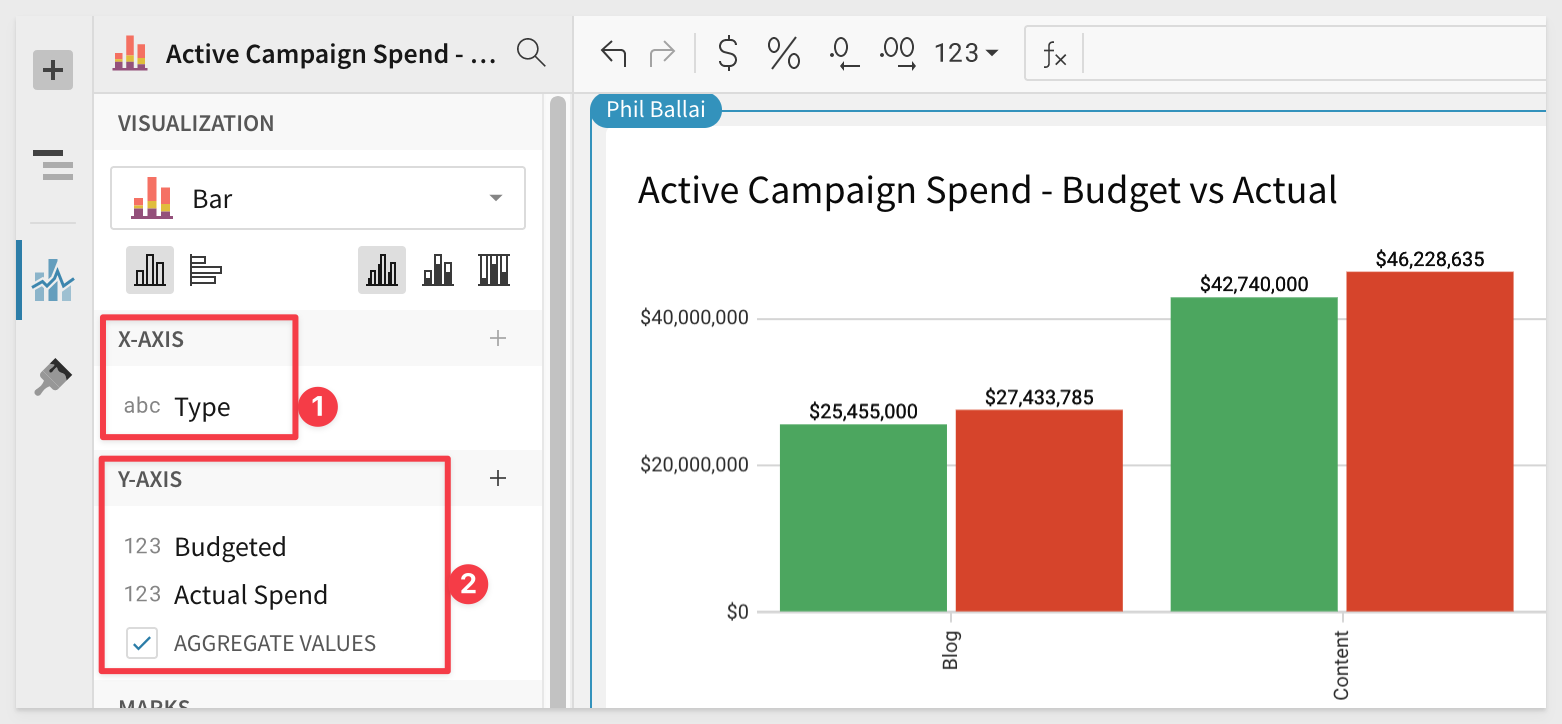 Active Campaign Spend - ...
$ % .0 .00 123
fx
VISUALIZATION
Bar
X-AXIS
abc Type
1
Y-AXIS
123 Budgeted
123 Actual Spend
AGGREGATE VALUES
2
MARKS
Phil Ballai
Active Campaign Spend - Budget vs Actual
$46,228,635
$42,740,000
$40,000,000
$27,433,785
$25,455,000
$20,000,000
$0
Blog
Content